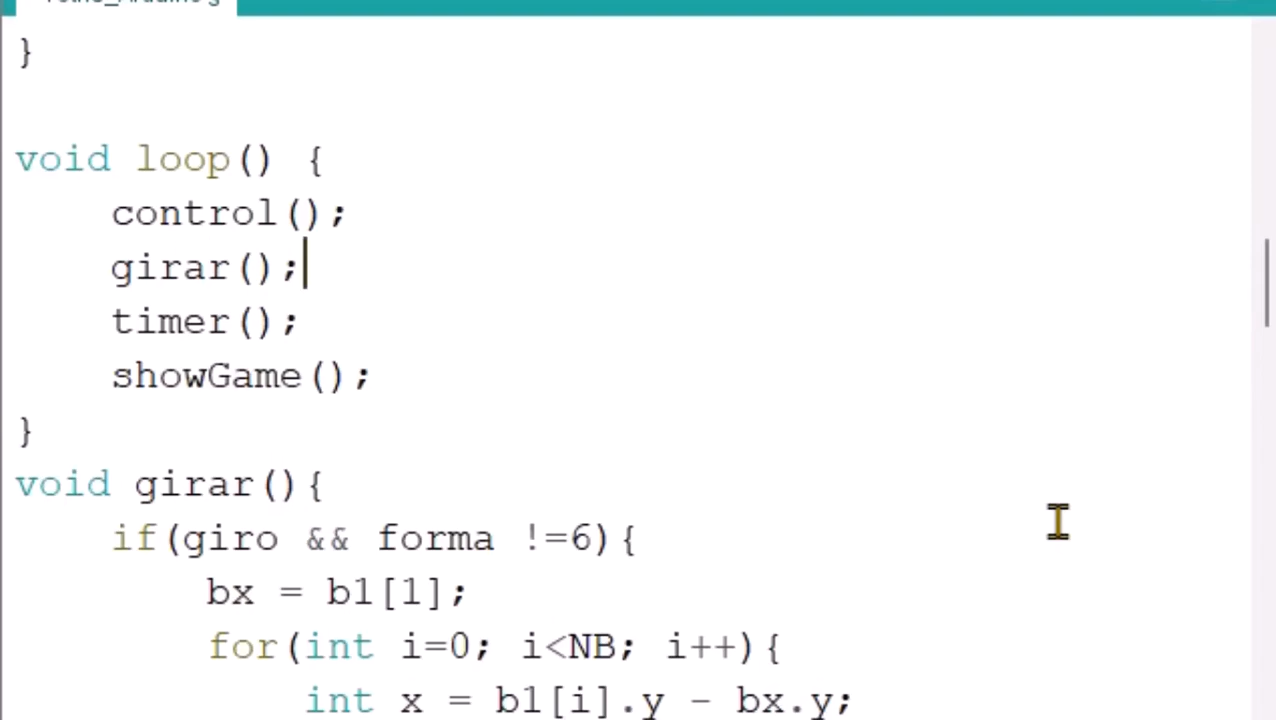 }
void loop() {
control();
girar();
timer();
showGame();
}
void girar(){
if(giro && forma !=6){
bx = b1[1];
for(int i=0; i<NB; i++){
int x = b1[i].y - bx.y;